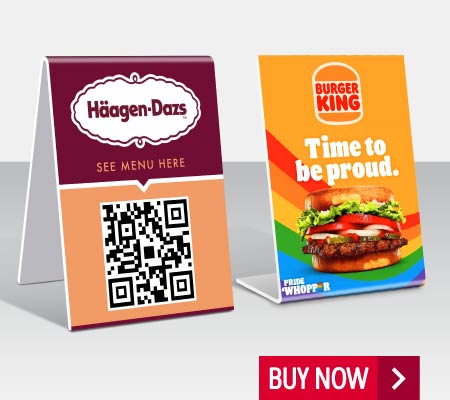 Häagen-Dazs
SEE MENU HERE
BURGER
KING
Time to
be proud.
PRIDE
WHOPPER
BUY NOW